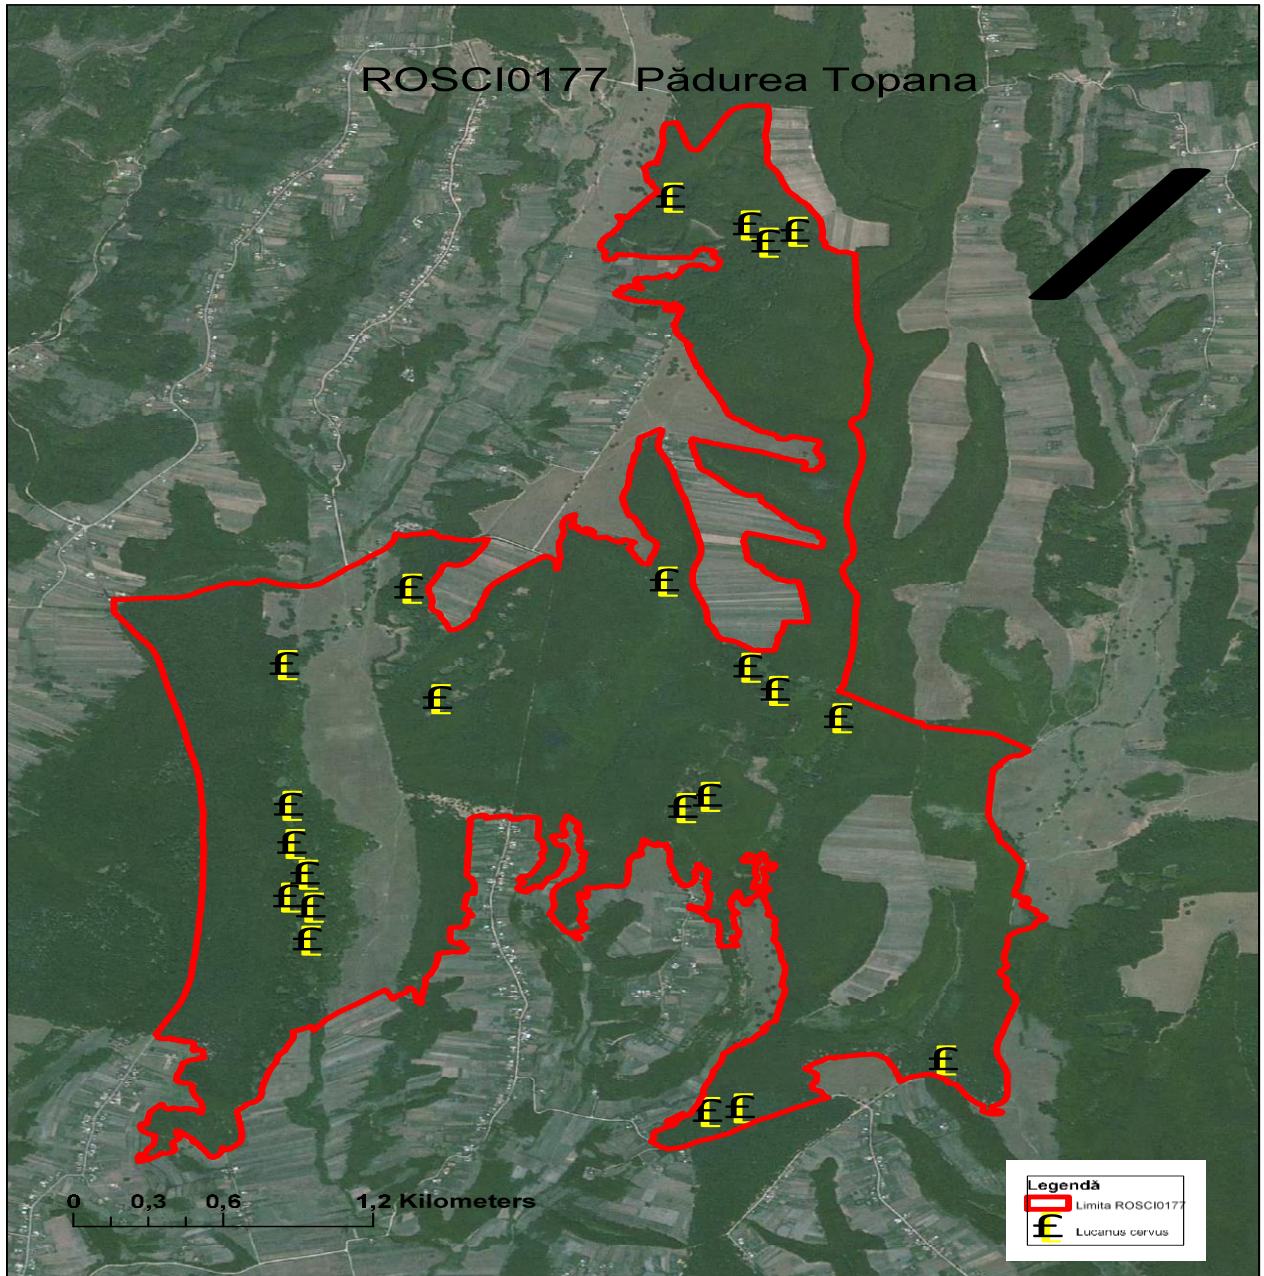 ROSCI0177 Pădurea Topana
0 0,3 0,6 1,2 Kilometers
Legendă
Limita ROSCI0177
£ Lucanus cervus